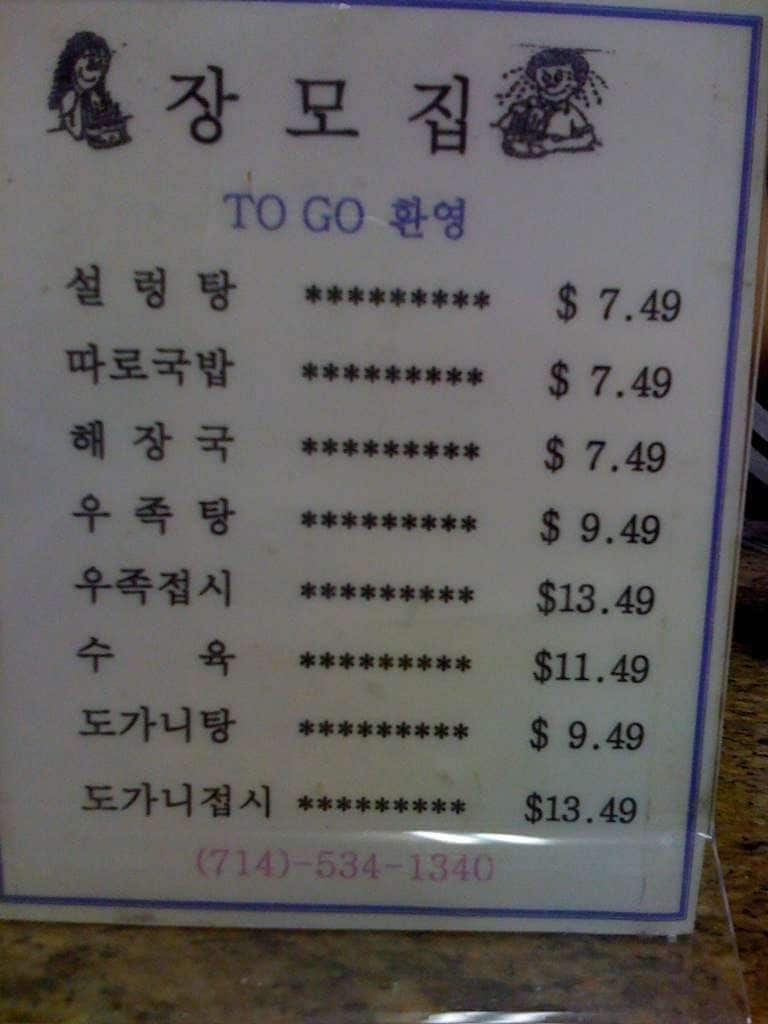 장 모 집
TO GO 환영
설 렁 탕 ********* $ 7.49
따로국밥 ********* $ 7.49
해 장 국 ********* $ 7.49
우 족 탕 ********* $ 9.49
우족접시 ********* $13.49
수 육 ********* $11.49
도가니탕 ********* $ 9.49
도가니접시 ********* $13.49
(714)-534-1340